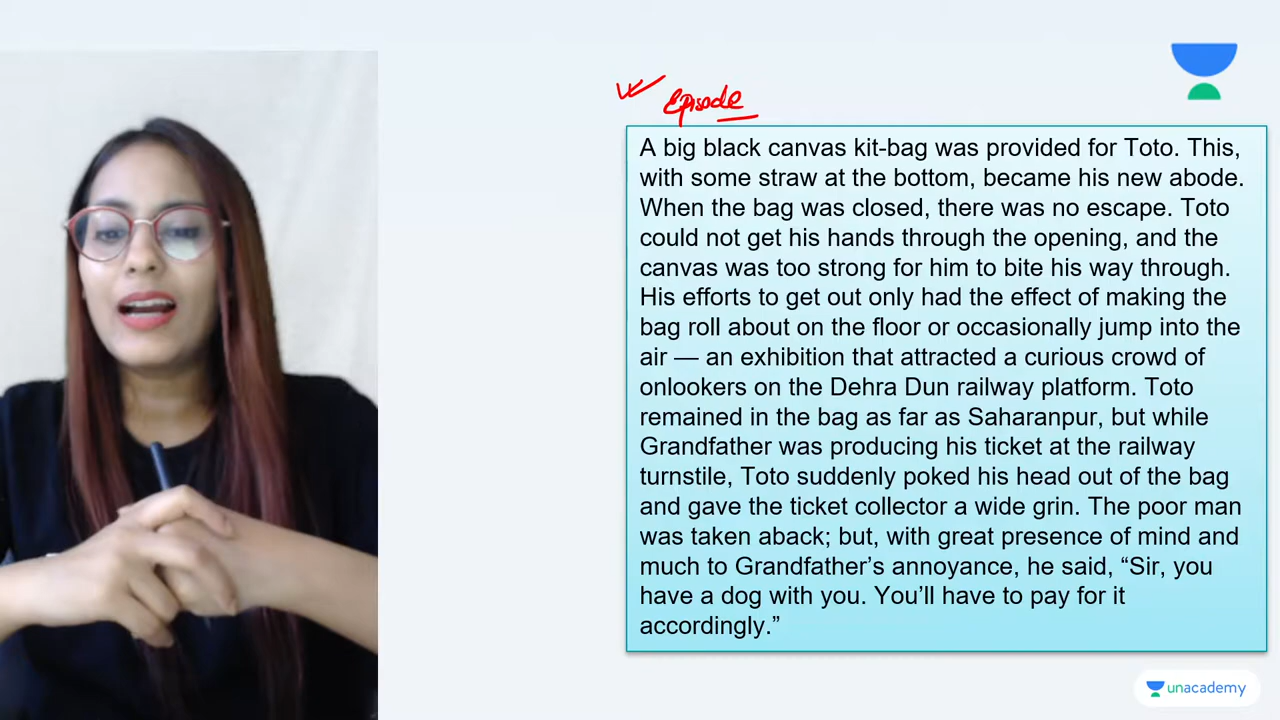 Episode
A big black canvas kit-bag was provided for Toto. This,
with some straw at the bottom, became his new abode.
When the bag was closed, there was no escape. Toto
could not get his hands through the opening, and the
canvas was too strong for him to bite his way through.
His efforts to get out only had the effect of making the
bag roll about on the floor or occasionally jump into the
air — an exhibition that attracted a curious crowd of
onlookers on the Dehra Dun railway platform. Toto
remained in the bag as far as Saharanpur, but while
Grandfather was producing his ticket at the railway
turnstile, Toto suddenly poked his head out of the bag
and gave the ticket collector a wide grin. The poor man
was taken aback; but, with great presence of mind and
much to Grandfather’s annoyance, he said, “Sir, you
have a dog with you. You’ll have to pay for it
accordingly.”
unacademy